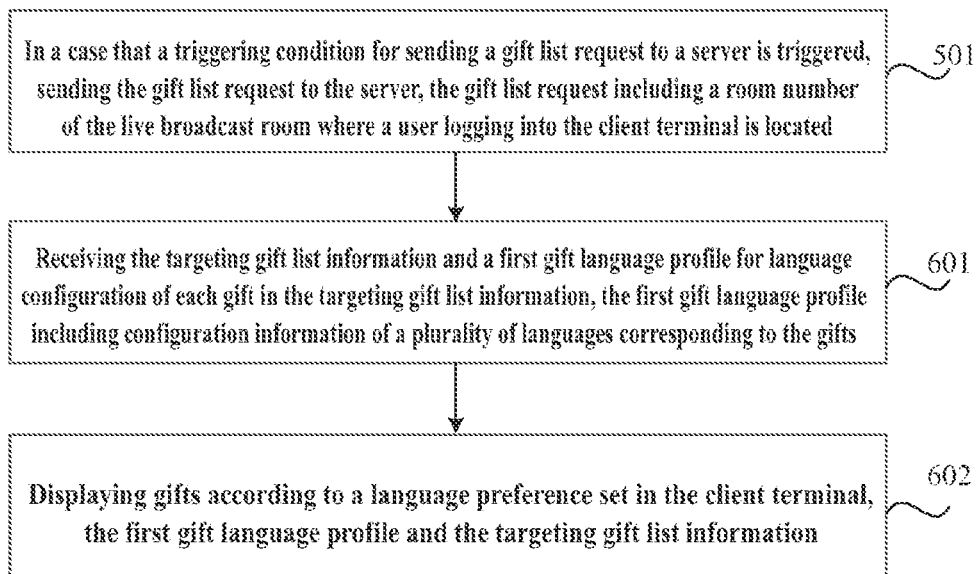 In a case that a triggering condition for sending a gift list request to a server is triggered,
sending the gift list request to the server, the gift list request including a room number
of the live broadcast room where a user logging into the client terminal is located
501
Receiving the targeting gift list information and a first gift language profile for language
configuration of each gift in the targeting gift list information, the first gift language profile
including configuration information of a plurality of languages corresponding to the gifts
601
Displaying gifts according to a language preference set in the client terminal,
the first gift language profile and the targeting gift list information
602